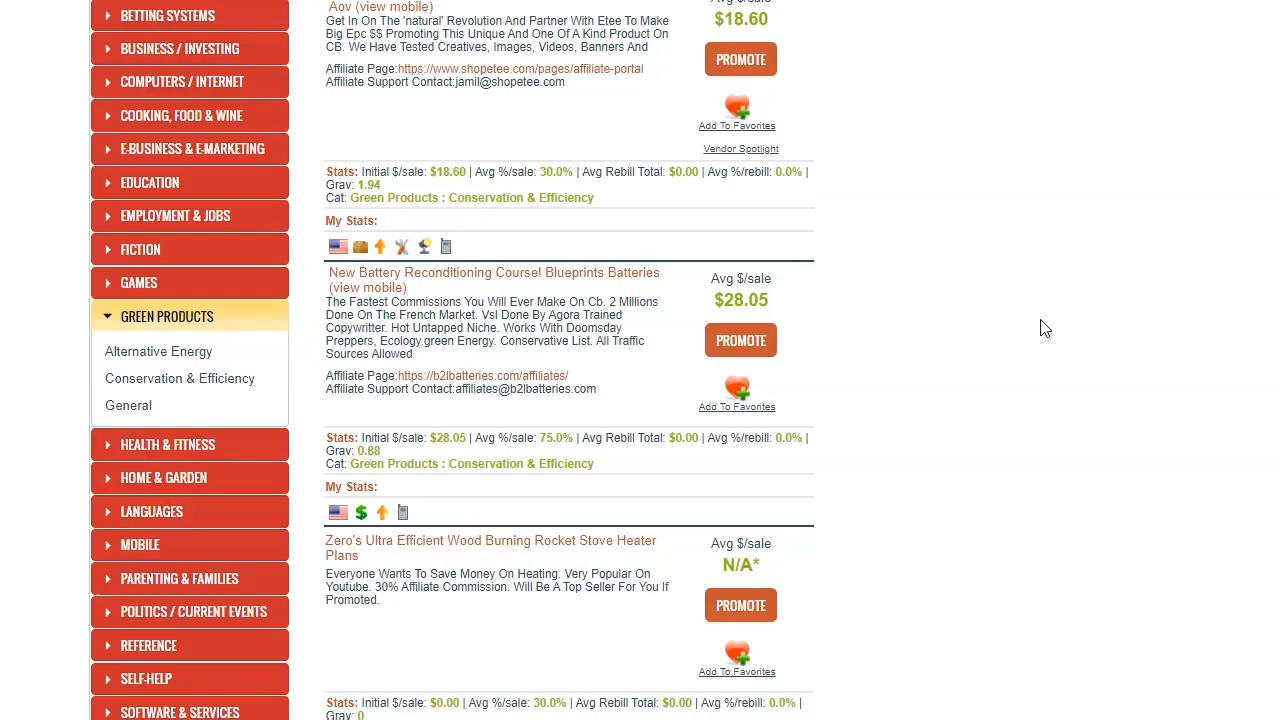 BETTING SYSTEMS
BUSINESS / INVESTING
COMPUTERS / INTERNET
COOKING, FOOD & WINE
E-BUSINESS & E-MARKETING
EDUCATION
EMPLOYMENT & JOBS
FICTION
GAMES
GREEN PRODUCTS
Alternative Energy
Conservation & Efficiency
General
HEALTH & FITNESS
HOME & GARDEN
LANGUAGES
MOBILE
PARENTING & FAMILIES
POLITICS / CURRENT EVENTS
REFERENCE
SELF-HELP
SOFTWARE & SERVICES
Aov (view mobile)
Get In On The 'natural' Revolution And Partner With Etee To Make
Big Epc $$ Promoting This Unique And One Of A Kind Product On
CB. We Have Tested Creatives, Images, Videos, Banners And
Affiliate Page:https://www.shopetee.com/pages/affiliate-portal
Affiliate Support Contact:jamil@shopetee.com
Avg $/sale
$18.60
PROMOTE
Add To Favorites
Vendor Spotlight
Stats: Initial $/sale: $18.60 | Avg %/sale: 30.0% | Avg Rebill Total: $0.00 | Avg %/rebill: 0.0% |
Grav: 1.94
Cat: Green Products : Conservation & Efficiency
My Stats:
New Battery Reconditioning Course! Blueprints Batteries
(view mobile)
The Fastest Commissions You Will Ever Make On Cb. 2 Millions
Done On The French Market. Vsl Done By Agora Trained
Copywritter. Hot Untapped Niche. Works With Doomsday
Preppers, Ecology.green Energy. Conservative List. All Traffic
Sources Allowed
Affiliate Page:https://b2lbatteries.com/affiliates/
Affiliate Support Contact:affiliates@b2lbatteries.com
Avg $/sale
$28.05
PROMOTE
Add To Favorites
Stats: Initial $/sale: $28.05 | Avg %/sale: 75.0% | Avg Rebill Total: $0.00 | Avg %/rebill: 0.0% |
Grav: 0.88
Cat: Green Products : Conservation & Efficiency
My Stats:
Zero's Ultra Efficient Wood Burning Rocket Stove Heater
Plans
Everyone Wants To Save Money On Heating. Very Popular On
Youtube. 30% Affiliate Commission. Will Be A Top Seller For You If
Promoted.
Avg $/sale
N/A*
PROMOTE
Add To Favorites
Stats: Initial $/sale: $0.00 | Avg %/sale: 30.0% | Avg Rebill Total: $0.00 | Avg %/rebill: 0.0% |
Grav: 0